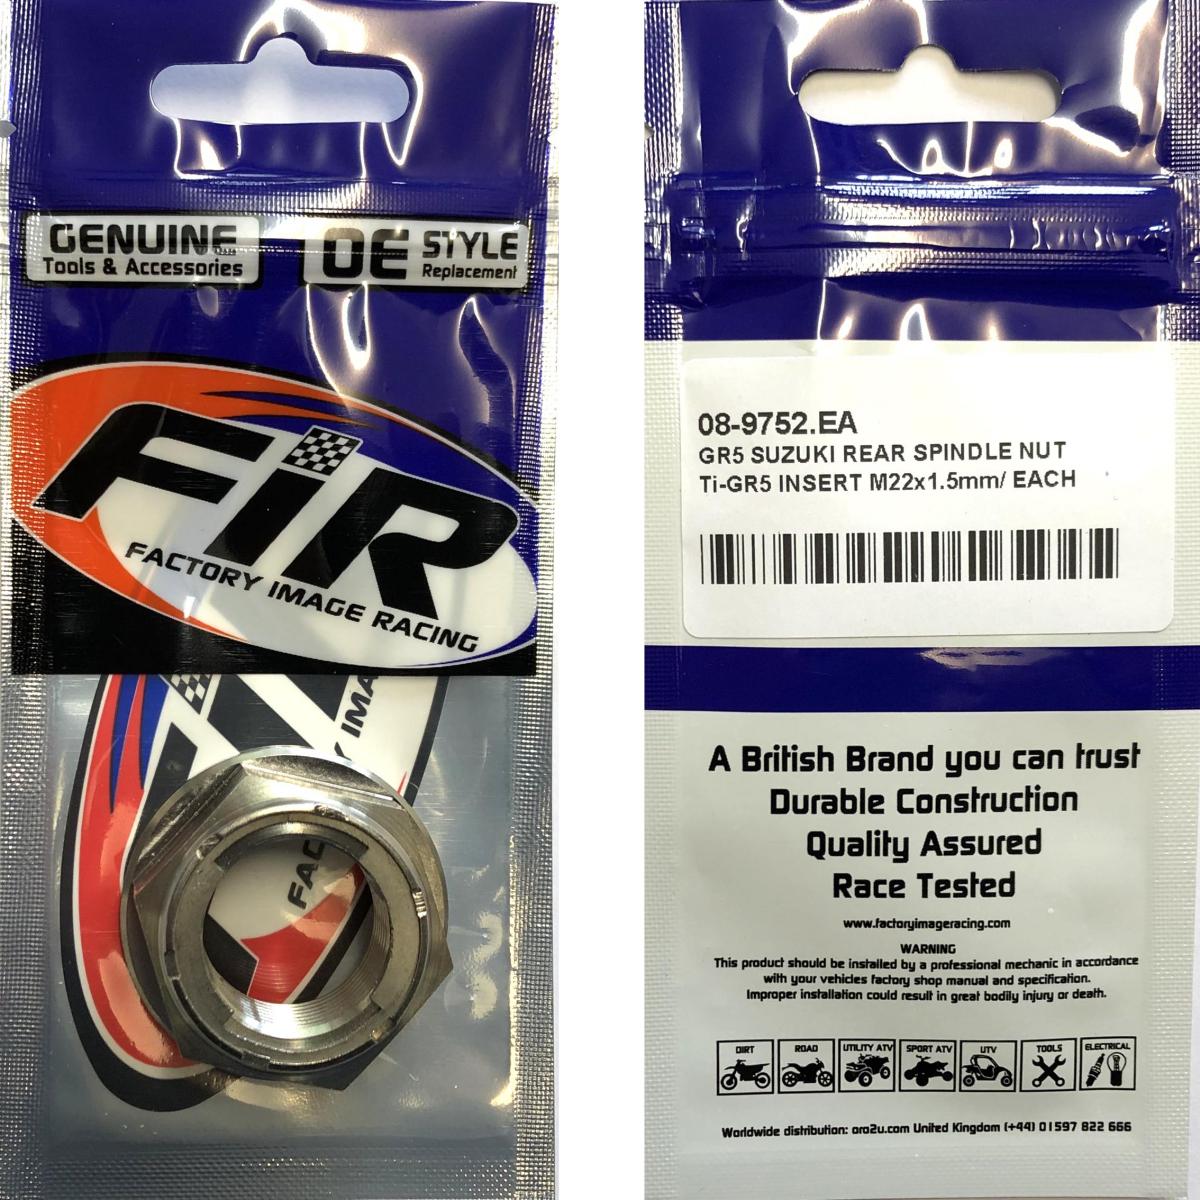 GENUINE
Tools & Accessories
OE STYLE
Replacement
FiR
FACTORY IMAGE RACING
IMA
FAC
08-9752.EA
GR5 SUZUKI REAR SPINDLE NUT
Ti-GR5 INSERT M22x1.5mm/ EACH
A British Brand you can trust
Durable Construction
Quality Assured
Race Tested
www.factoryimageracing.com
WARNING
This product should be installed by a professional mechanic in accordance
with your vehicles factory shop manual and specification.
Improper installation could result in great bodily injury or death.
DIRT ROAD UTILITY ATV SPORT ATV UTV TOOLS ELECTRICAL
Worldwide distribution: oro2u.com United Kingdom (+44) 01597 822 666